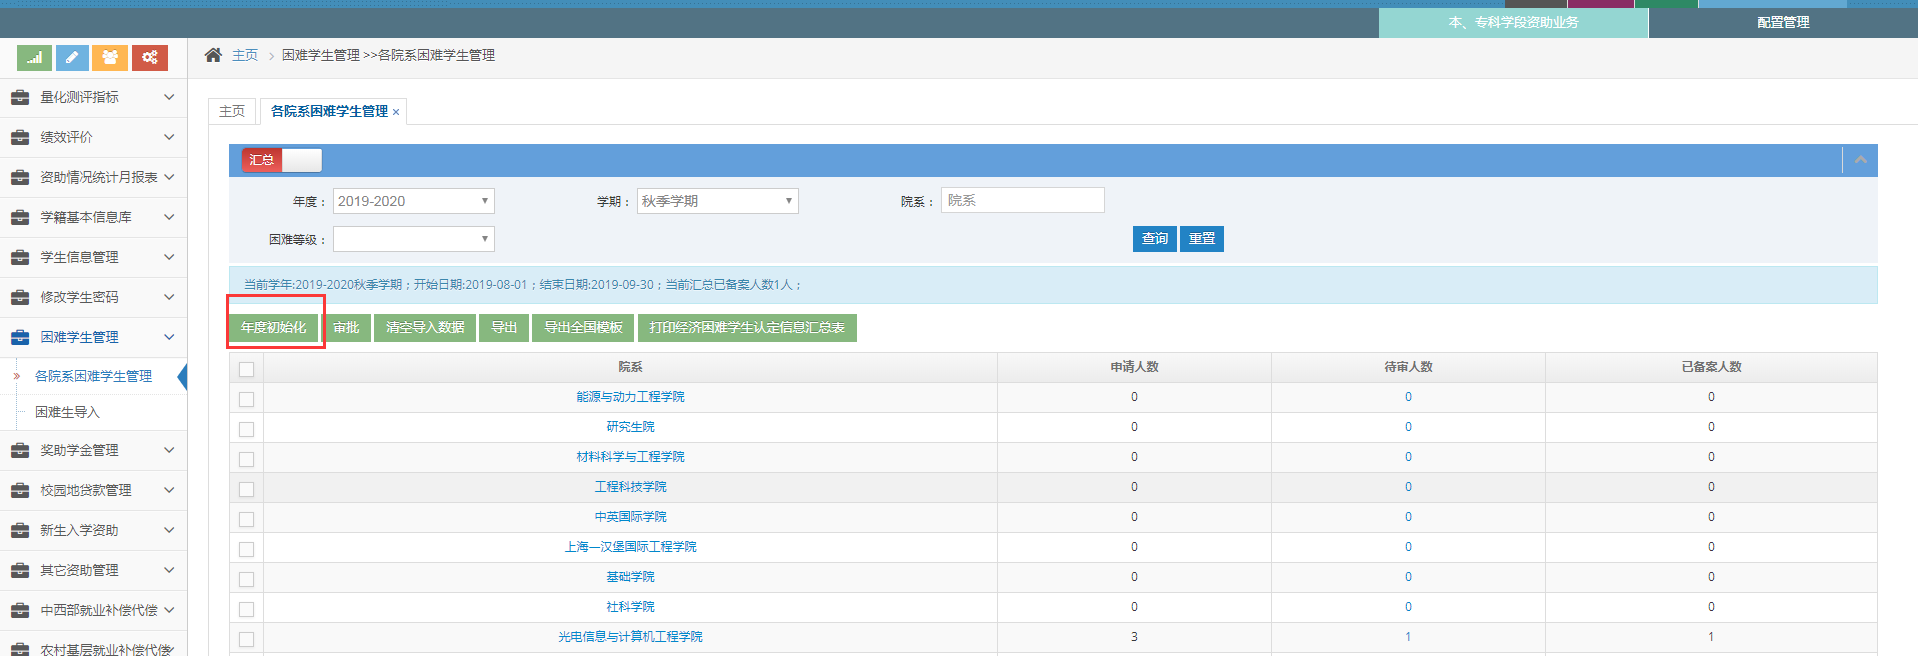 本、专科学段资助业务
配置管理
主页 > 困难学生管理 >>各院系困难学生管理
量化测评指标
绩效评价
资助情况统计月报表
学籍基本信息库
学生信息管理
修改学生密码
困难学生管理
» 各院系困难学生管理
困难生导入
奖助学金管理
校园地贷款管理
新生入学资助
其它资助管理
中西部就业补偿代偿
农村基层就业补偿代偿
主页 各院系困难学生管理 ×
汇总
年度： 2019-2020 学期： 秋季学期 院系： 院系
困难等级： 查询 重置
当前学年:2019-2020秋季学期；开始日期:2019-08-01；结束日期:2019-09-30；当前汇总已备案人数1人；
年度初始化 审批 清空导入数据 导出 导出全国模板 打印经济困难学生认定信息汇总表
院系 申请人数 待审人数 已备案人数
能源与动力工程学院 0 0 0
研究生院 0 0 0
材料科学与工程学院 0 0 0
工程科技学院 0 0 0
中英国际学院 0 0 0
上海—汉堡国际工程学院 0 0 0
基础学院 0 0 0
社科学院 0 0 0
光电信息与计算机工程学院 3 1 1